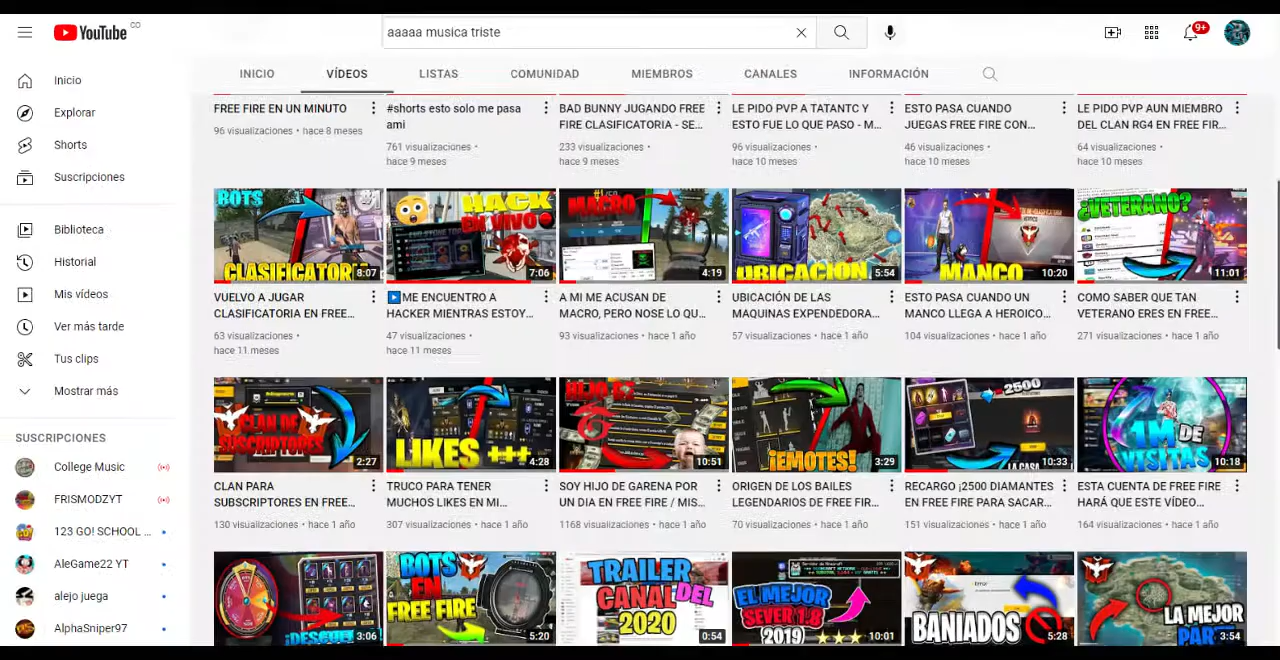 YouTube CO
aaaaa musica triste
9+
INICIO VÍDEOS LISTAS COMUNIDAD MIEMBROS CANALES INFORMACIÓN
Inicio
Explorar
Shorts
Suscripciones
Biblioteca
Historial
Mis vídeos
Ver más tarde
Tus clips
Mostrar más
SUSCRIPCIONES
College Music
FRISMODZYT
123 GO! SCHOOL ...
AleGame22 YT
alejo juega
AlphaSniper97
FREE FIRE EN UN MINUTO
96 visualizaciones • hace 8 meses
#shorts esto solo me pasa
ami
761 visualizaciones •
hace 9 meses
BAD BUNNY JUGANDO FREE
FIRE CLASIFICATORIA - SE...
233 visualizaciones •
hace 9 meses
LE PIDO PVP A TATANTC Y
ESTO FUE LO QUE PASO - M...
96 visualizaciones •
hace 10 meses
ESTO PASA CUANDO
JUEGAS FREE FIRE CON...
46 visualizaciones •
hace 10 meses
LE PIDO PVP AUN MIEMBRO
DEL CLAN RG4 EN FREE FIR...
64 visualizaciones •
hace 10 meses
BOTS
CLASIFICATOR
8:07
VUELVO A JUGAR
CLASIFICATORIA EN FREE...
63 visualizaciones •
hace 11 meses
HACK
EN VIVO
7:06
ME ENCUENTRO A
HACKER MIENTRAS ESTOY...
47 visualizaciones •
hace 11 meses
MACRO
4:19
A MI ME ACUSAN DE
MACRO, PERO NOSE LO QU...
93 visualizaciones • hace 1 año
UBICACION
5:54
UBICACIÓN DE LAS
MAQUINAS EXPENDEDORA...
57 visualizaciones • hace 1 año
MANCO
10:20
ESTO PASA CUANDO UN
MANCO LLEGA A HEROICO...
104 visualizaciones • hace 1 año
¿VETERANO?
11:01
COMO SABER QUE TAN
VETERANO ERES EN FREE...
271 visualizaciones • hace 1 año
CLAN DE
SUSCRIPTORES
2:27
CLAN PARA
SUBSCRIPTORES EN FREE...
130 visualizaciones • hace 1 año
LIKES +++
4:28
TRUCO PARA TENER
MUCHOS LIKES EN MI...
307 visualizaciones • hace 1 año
HIJO DE
10:51
SOY HIJO DE GARENA POR
UN DIA EN FREE FIRE / MIS...
1168 visualizaciones • hace 1 año
¡EMOTES!
3:29
ORIGEN DE LOS BAILES
LEGENDARIOS DE FREE FIR...
70 visualizaciones • hace 1 año
2500
LA CASA
10:33
RECARGO ¡2500 DIAMANTES
EN FREE FIRE PARA SACAR...
151 visualizaciones • hace 1 año
1M DE
VISITAS
10:18
ESTA CUENTA DE FREE FIRE
HARÁ QUE ESTE VÍDEO...
164 visualizaciones • hace 1 año
¡DESCUE
3:06
BOTS
EN
FREE FIRE
5:20
TRAILER
CANAL DEL
2020
0:54
EL MEJOR
SEVER 1.8
2019
10:01
Error
BANIADOS
5:28
LA MEJOR
PART
3:54